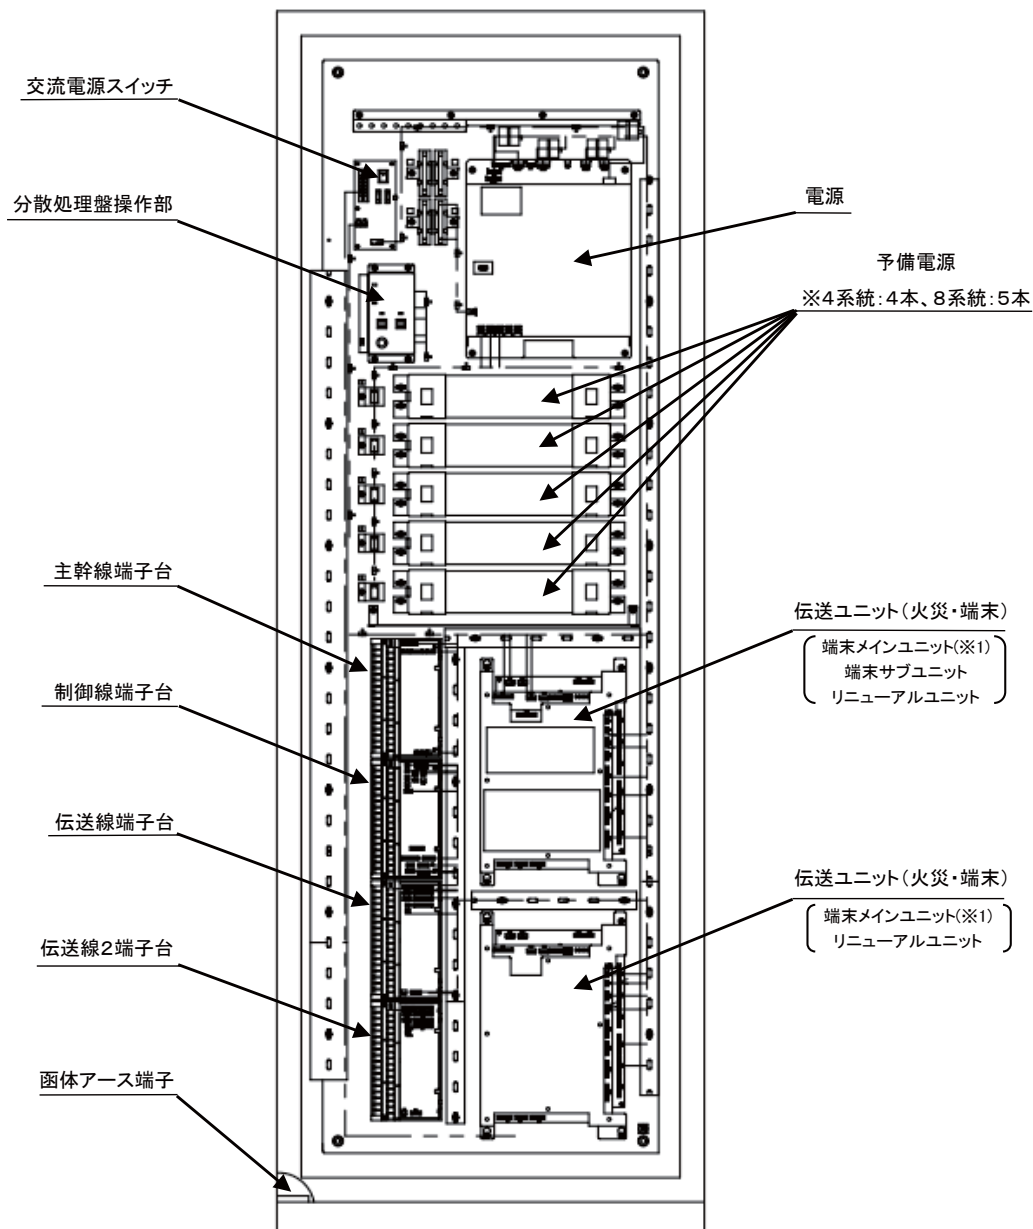 交流電源スイッチ
分散処理盤操作部
電源
予備電源
※4系統:4本、8系統:5本
主幹線端子台
制御線端子台
伝送線端子台
伝送線2端子台
函体アース端子
伝送ユニット(火災・端末)
端末メインユニット(※1)
端末サブユニット
リニューアルユニット
伝送ユニット(火災・端末)
端末メインユニット(※1)
リニューアルユニット